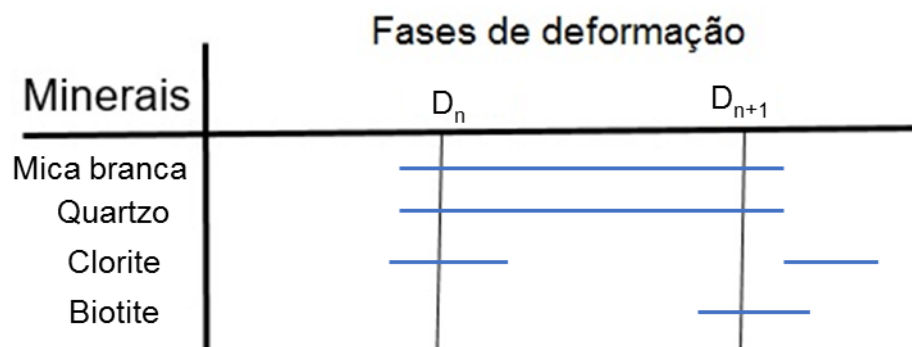 Fases de deformação
Minerais
Dn
Dn+1
Mica branca
Quartzo
Clorite
Biotite